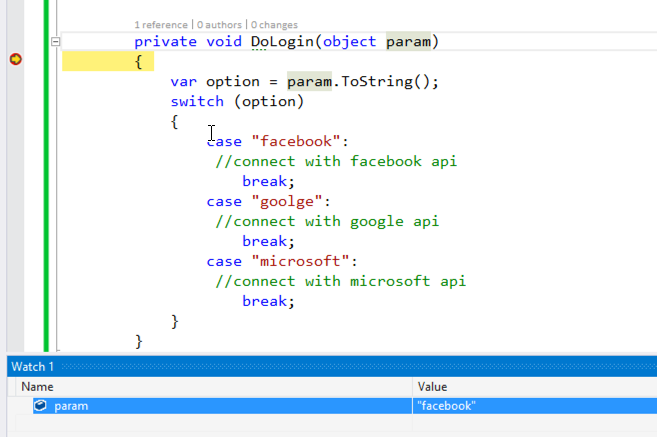 1 reference | 0 authors | 0 changes
private void DoLogin(object param)
{
var option = param.ToString();
switch (option)
{
case "facebook":
//connect with facebook api
break;
case "goolge":
//connect with google api
break;
case "microsoft":
//connect with microsoft api
break;
}
}
Watch 1
Name Value
param "facebook"